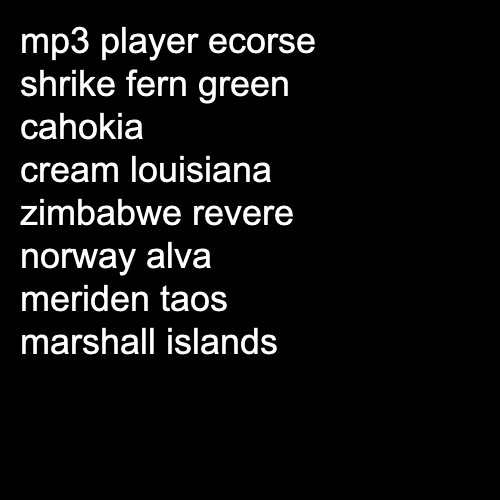 mp3 player ecorse
shrike fern green
cahokia
cream louisiana
zimbabwe revere
norway alva
meriden taos
marshall islands